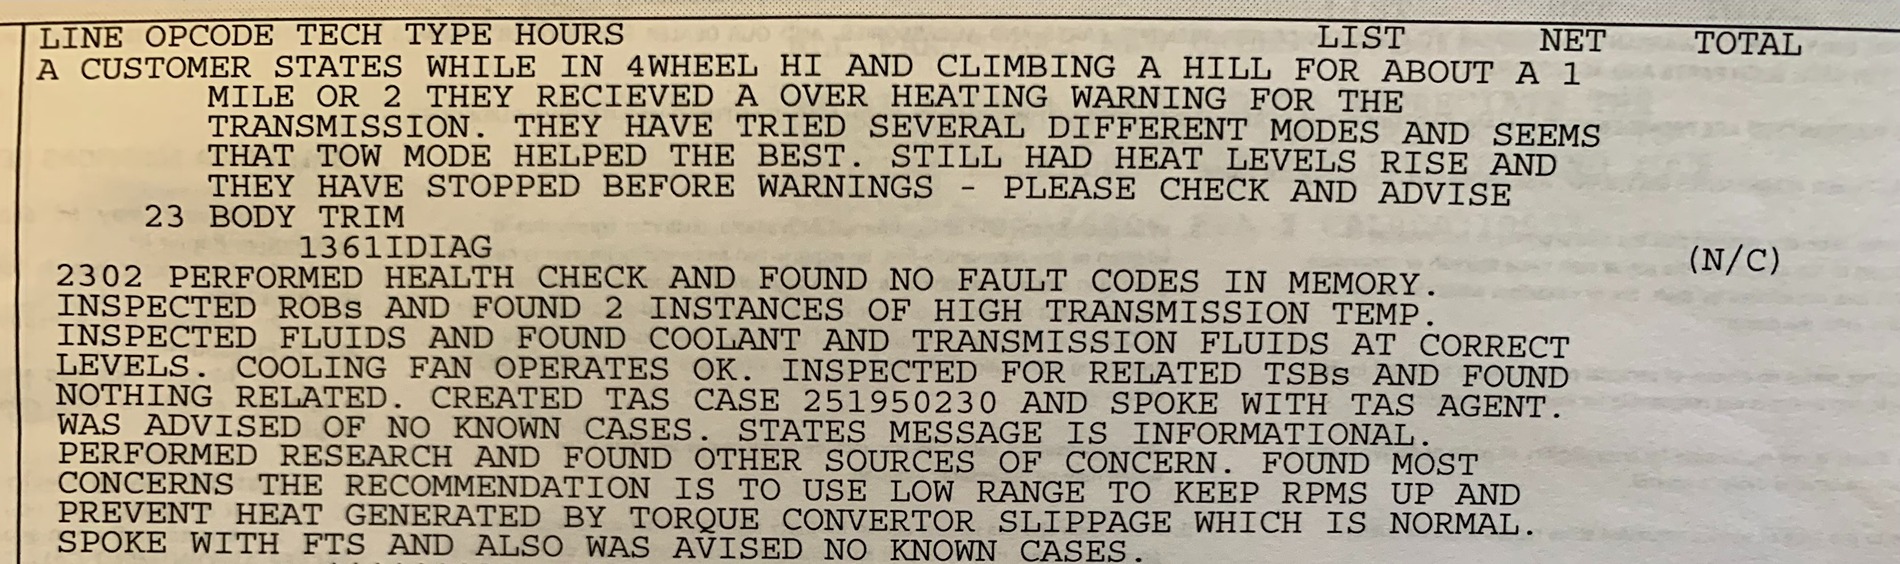 LINE OPCODE TECH TYPE HOURS LIST NET TOTAL
A CUSTOMER STATES WHILE IN 4WHEEL HI AND CLIMBING A HILL FOR ABOUT A 1
MILE OR 2 THEY RECIEVED A OVER HEATING WARNING FOR THE
TRANSMISSION. THEY HAVE TRIED SEVERAL DIFFERENT MODES AND SEEMS
THAT TOW MODE HELPED THE BEST. STILL HAD HEAT LEVELS RISE AND
THEY HAVE STOPPED BEFORE WARNINGS - PLEASE CHECK AND ADVISE
23 BODY TRIM
1361IDIAG (N/C)
2302 PERFORMED HEALTH CHECK AND FOUND NO FAULT CODES IN MEMORY.
INSPECTED ROBs AND FOUND 2 INSTANCES OF HIGH TRANSMISSION TEMP.
INSPECTED FLUIDS AND FOUND COOLANT AND TRANSMISSION FLUIDS AT CORRECT
LEVELS. COOLING FAN OPERATES OK. INSPECTED FOR RELATED TSBs AND FOUND
NOTHING RELATED. CREATED TAS CASE 251950230 AND SPOKE WITH TAS AGENT.
WAS ADVISED OF NO KNOWN CASES. STATES MESSAGE IS INFORMATIONAL.
PERFORMED RESEARCH AND FOUND OTHER SOURCES OF CONCERN. FOUND MOST
CONCERNS THE RECOMMENDATION IS TO USE LOW RANGE TO KEEP RPMS UP AND
PREVENT HEAT GENERATED BY TORQUE CONVERTOR SLIPPAGE WHICH IS NORMAL.
SPOKE WITH FTS AND ALSO WAS AVISED NO KNOWN CASES.